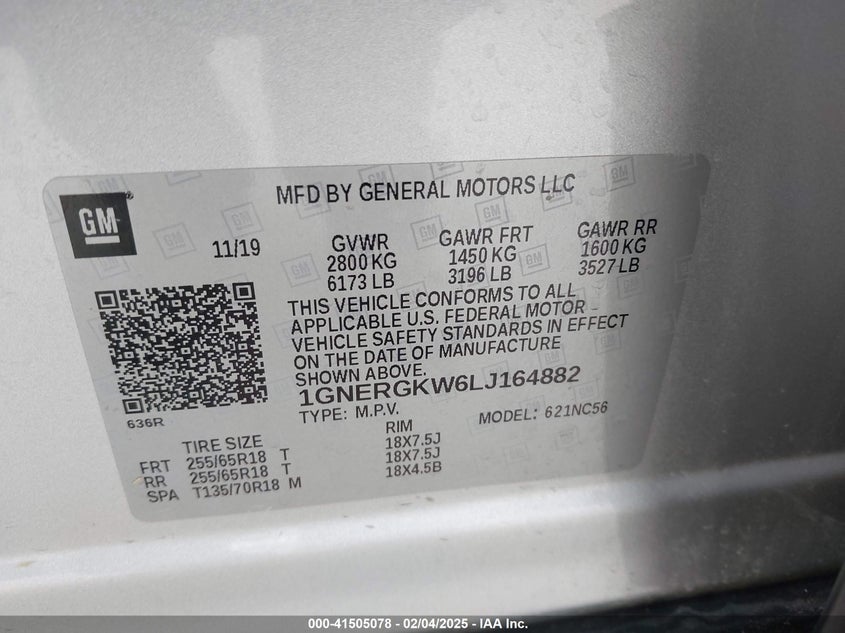 MFD BY GENERAL MOTORS LLC
GM
11/19
GVWR
2800 KG
6173 LB
GAWR FRT
1450 KG
3196 LB
GAWR RR
1600 KG
3527 LB
THIS VEHICLE CONFORMS TO ALL
APPLICABLE U.S. FEDERAL MOTOR
VEHICLE SAFETY STANDARDS IN EFFECT
ON THE DATE OF MANUFACTURE
SHOWN ABOVE.
1GNERGKW6LJ164882
TYPE: M.P.V.
MODEL: 621NC56
636R
TIRE SIZE
RIM
FRT 255/65R18 T 18X7.5J
RR 255/65R18 T 18X7.5J
SPA T135/70R18 M 18X4.5B
000-41505078 - 02/04/2025 - IAA Inc.